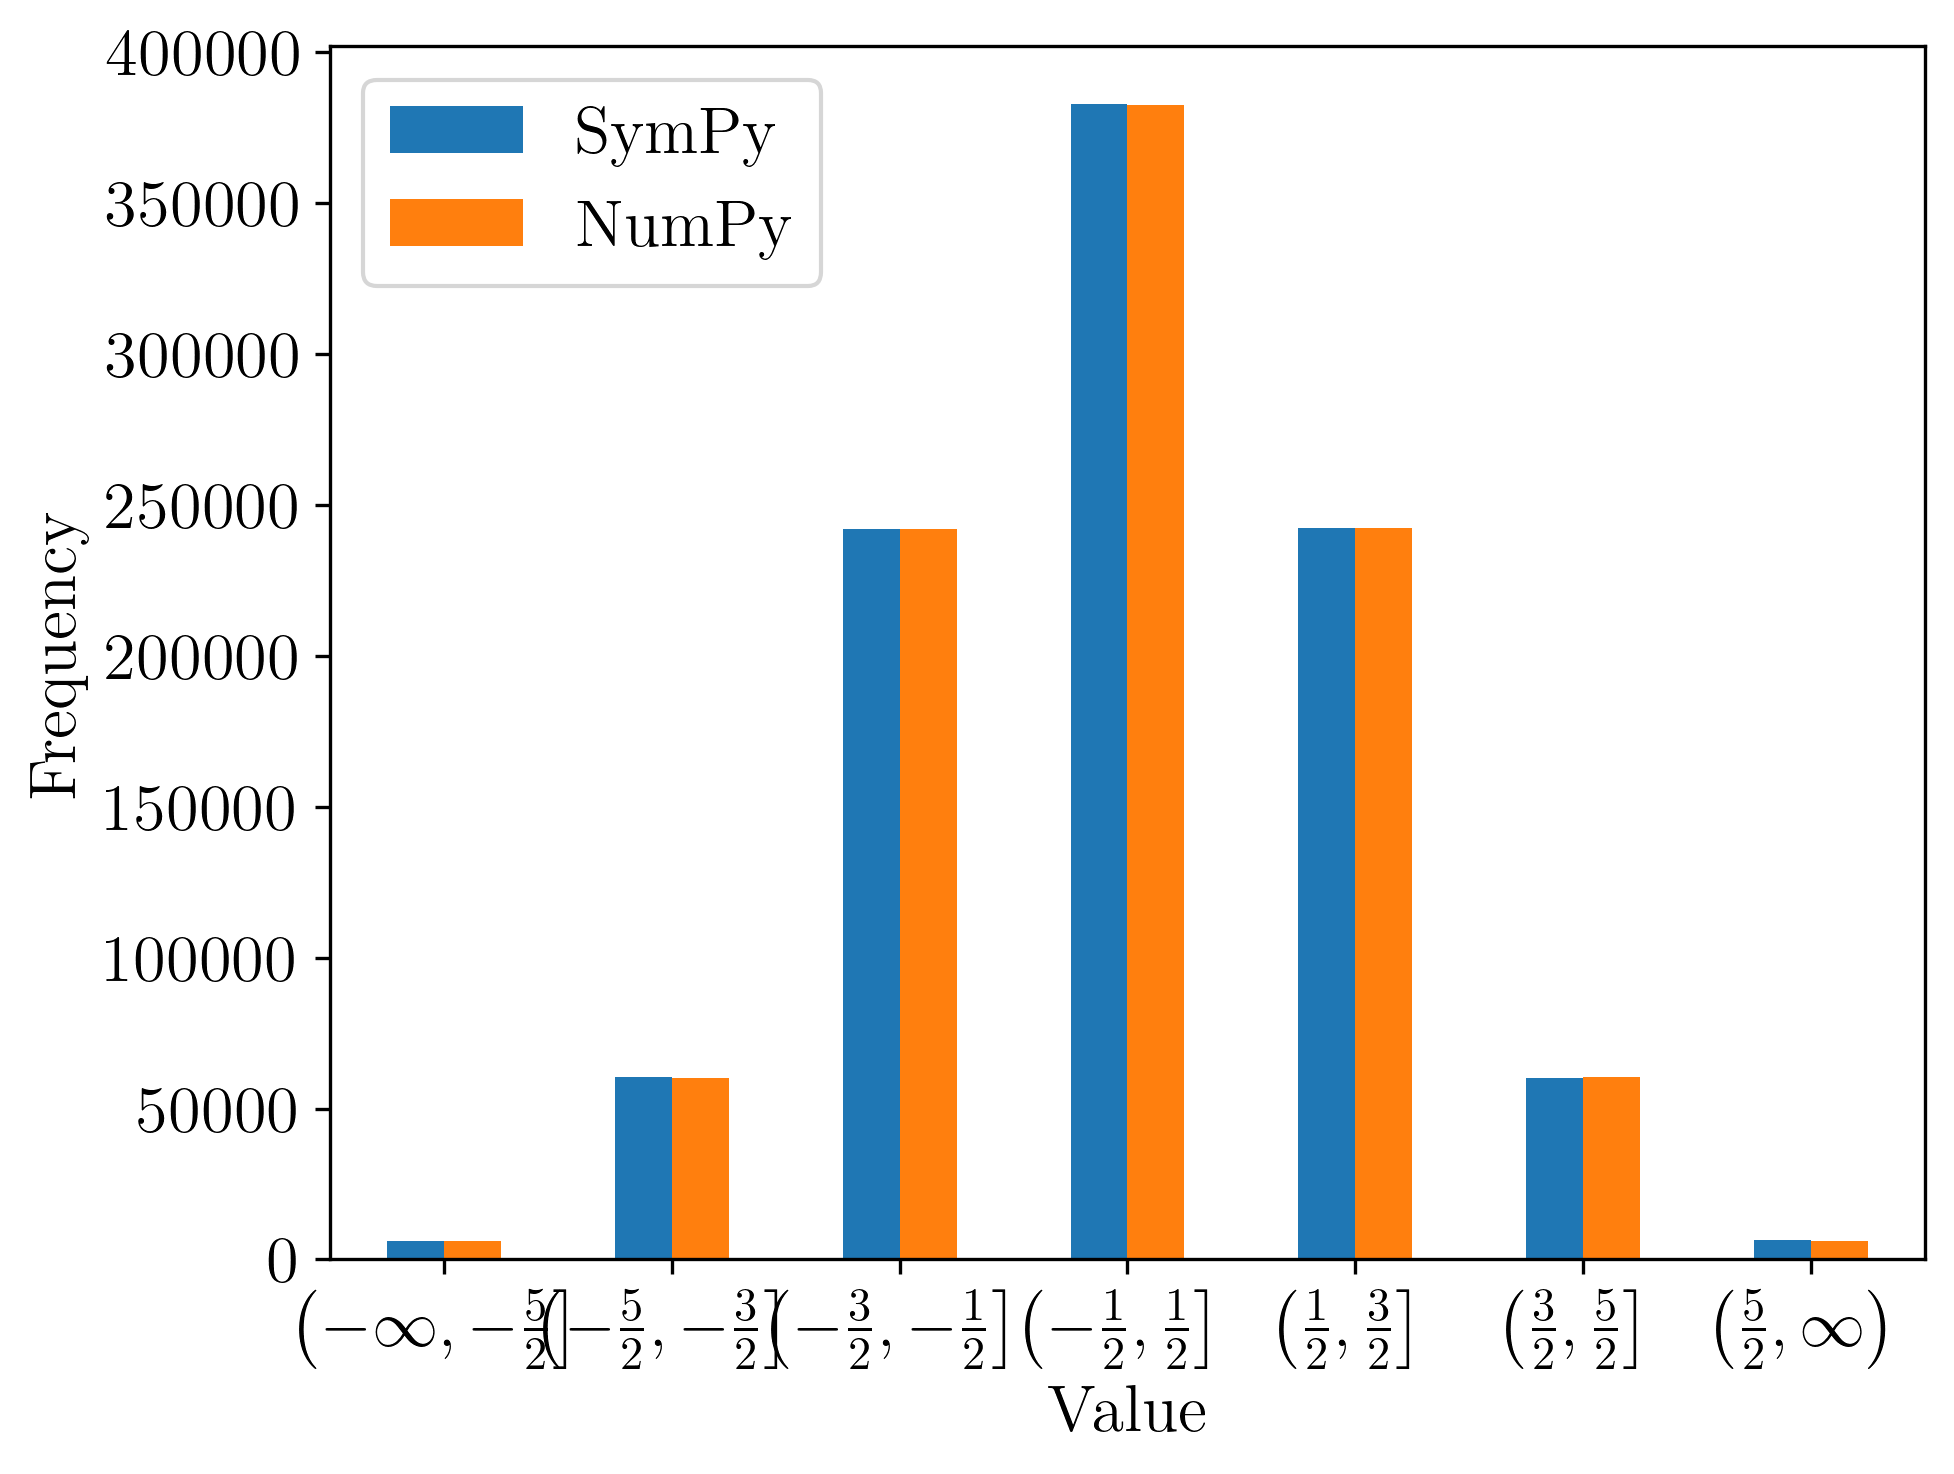 400000
350000
300000
250000
200000
150000
100000
50000
0
Frequency
SymPy
NumPy
(−∞, −5/2] (−5/2, −3/2] (−3/2, −1/2] (−1/2, 1/2] (1/2, 3/2] (3/2, 5/2] (5/2, ∞)
Value